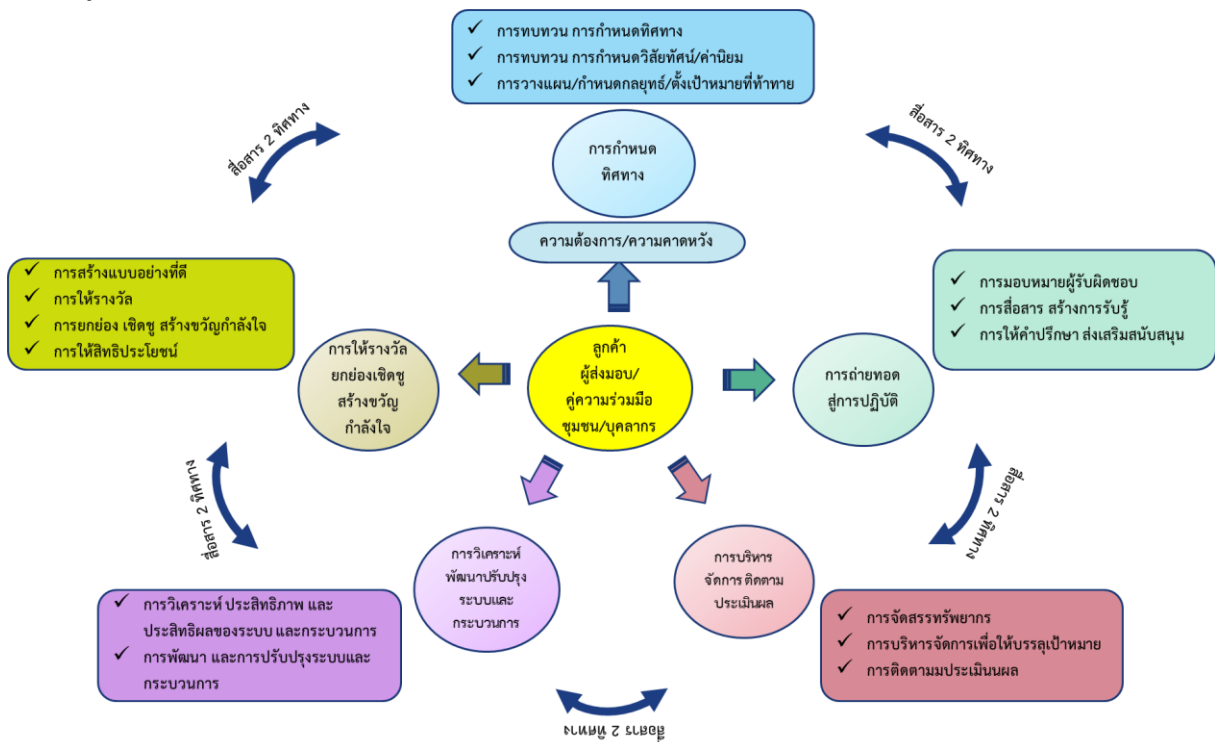 การทบทวน การกำหนดทิศทาง
การทบทวน การกำหนดวิสัยทัศน์/ค่านิยม
การวางแผน/กำหนดกลยุทธ์/ตั้งเป้าหมายที่ท้าทาย
สื่อสาร 2 ทิศทาง
สื่อสาร 2 ทิศทาง
การกำหนด
ทิศทาง
ความต้องการ/ความคาดหวัง
การสร้างแบบอย่างที่ดี
การให้รางวัล
การยกย่อง เชิดชู สร้างขวัญกำลังใจ
การให้สิทธิประโยชน์
การมอบหมายผู้รับผิดชอบ
การสื่อสาร สร้างการรับรู้
การให้คำปรึกษา ส่งเสริมสนับสนุน
การให้รางวัล
ยกย่องเชิดชู
สร้างขวัญ
กำลังใจ
ลูกค้า
ผู้ส่งมอบ/
คู่ความร่วมมือ
ชุมชน/บุคลากร
การถ่ายทอด
สู่การปฏิบัติ
สื่อสาร 2 ทิศทาง
สื่อสาร 2 ทิศทาง
การวิเคราะห์
พัฒนาปรับปรุง
ระบบและ
กระบวนการ
การบริหาร
จัดการ ติดตาม
ประเมินผล
การวิเคราะห์ ประสิทธิภาพ และ
ประสิทธิผลของระบบ และกระบวนการ
การพัฒนา และการปรับปรุงระบบและ
กระบวนการ
การจัดสรรทรัพยากร
การบริหารจัดการเพื่อให้บรรลุเป้าหมาย
การติดตามมประเมินนผล
สื่อสาร 2 ทิศทาง